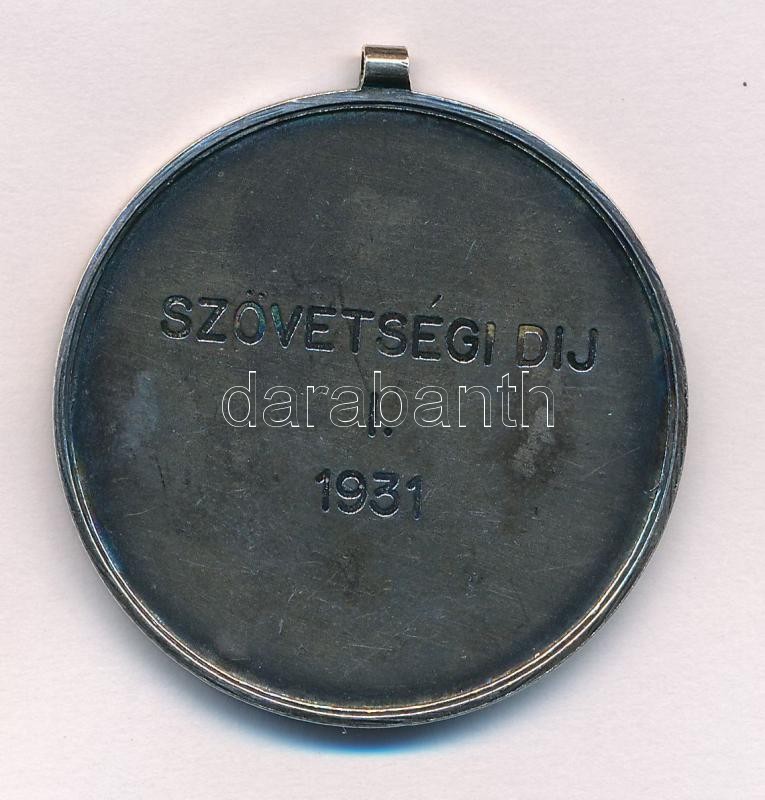 SZÖVETSÉGI DIJ
darabanth
I.
1931